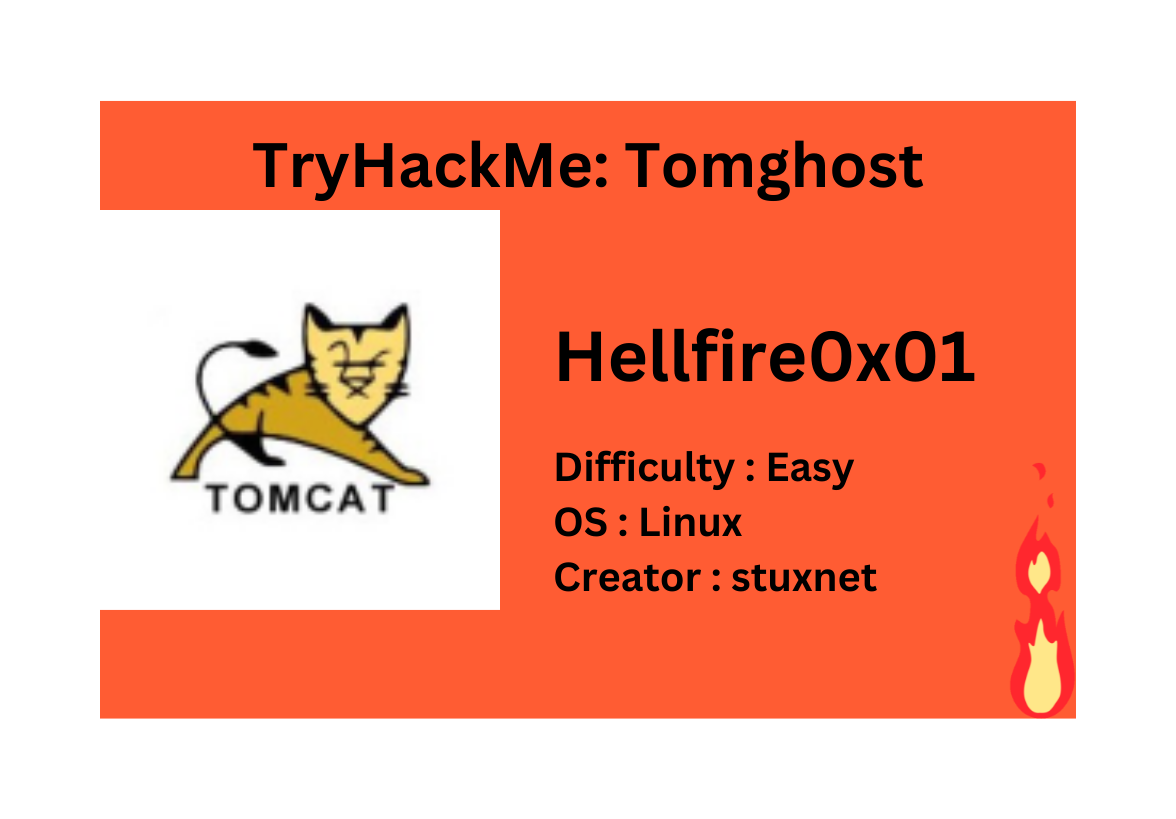 TryHackMe: Tomghost
TOMCAT
Hellfire0x01
Difficulty : Easy
OS : Linux
Creator : stuxnet